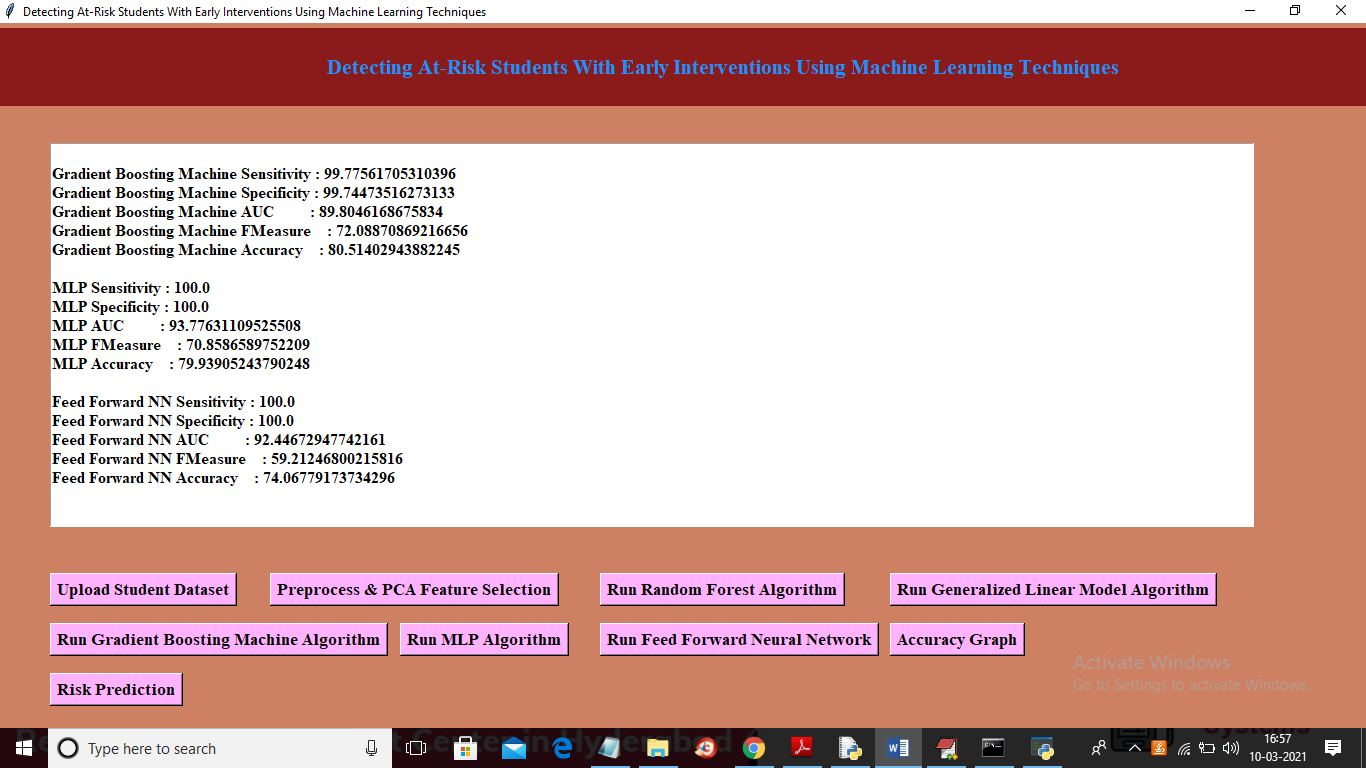 Detecting At-Risk Students With Early Interventions Using Machine Learning Techniques
Detecting At-Risk Students With Early Interventions Using Machine Learning Techniques
Gradient Boosting Machine Sensitivity : 99.77561705310396
Gradient Boosting Machine Specificity : 99.74473516273133
Gradient Boosting Machine AUC : 89.8046168675834
Gradient Boosting Machine FMeasure : 72.08870869216656
Gradient Boosting Machine Accuracy : 80.51402943882245
MLP Sensitivity : 100.0
MLP Specificity : 100.0
MLP AUC : 93.77631109525508
MLP FMeasure : 70.8586589752209
MLP Accuracy : 79.93905243790248
Feed Forward NN Sensitivity : 100.0
Feed Forward NN Specificity : 100.0
Feed Forward NN AUC : 92.44672947742161
Feed Forward NN FMeasure : 59.21246800215816
Feed Forward NN Accuracy : 74.06779173734296
Upload Student Dataset Preprocess & PCA Feature Selection Run Random Forest Algorithm Run Generalized Linear Model Algorithm
Run Gradient Boosting Machine Algorithm Run MLP Algorithm Run Feed Forward Neural Network Accuracy Graph
Activate Windows
Go to Settings to activate Windows.
Risk Prediction
Type here to search
16:57
10-03-2021